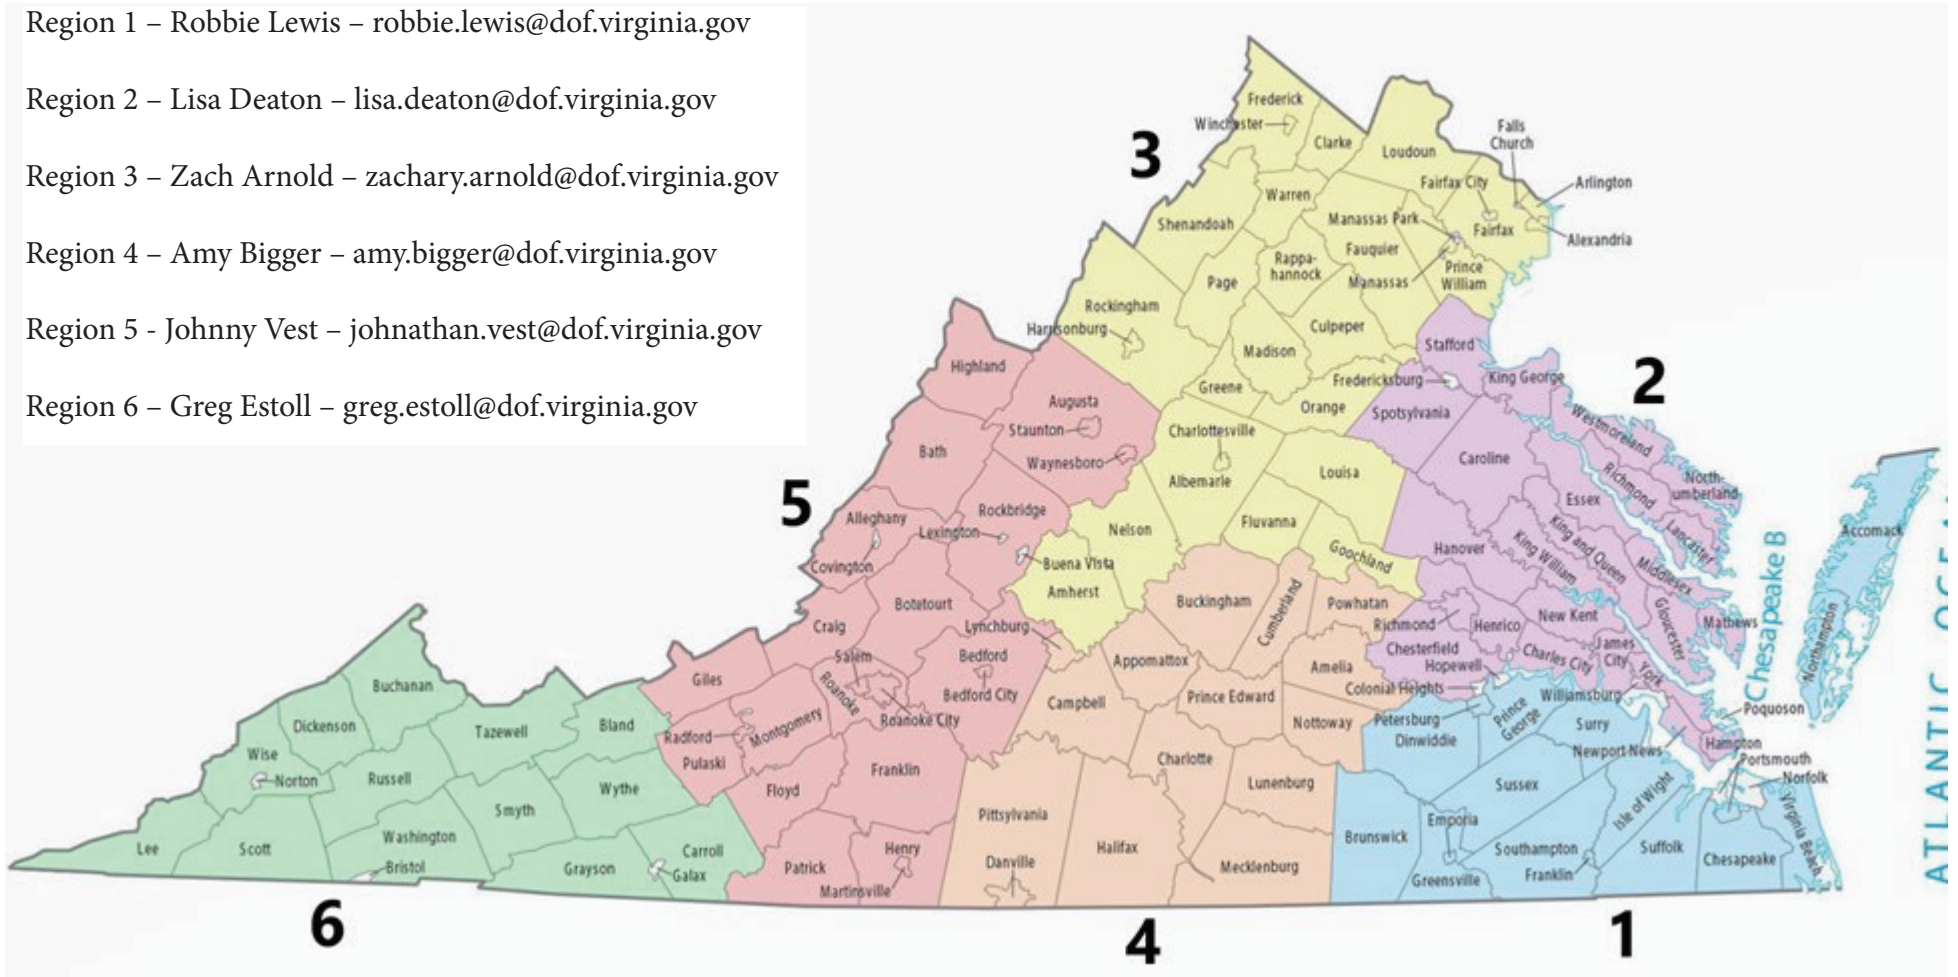 Region 1 – Robbie Lewis – robbie.lewis@dof.virginia.gov
Region 2 – Lisa Deaton – lisa.deaton@dof.virginia.gov
Region 3 – Zach Arnold – zachary.arnold@dof.virginia.gov
Region 4 – Amy Bigger – amy.bigger@dof.virginia.gov
Region 5 - Johnny Vest – johnathan.vest@dof.virginia.gov
Region 6 – Greg Estoll – greg.estoll@dof.virginia.gov
3
Frederick
Winchester
Clarke
Loudoun
Falls
Church
Fairfax City
Arlington
Warren
Shenandoah
Manassas Park
Fairfax
Alexandria
Fauquier
Rappa-
hannock
Page
Manassas
Prince
William
Rockingham
Harrisonburg
Culpeper
Madison
Greene
Orange
Charlottesville
Albemarle
Louisa
Nelson
Fluvanna
Goochland
Amherst
2
Stafford
Fredericksburg
King George
Spotsylvania
Westmoreland
Caroline
Richmond
North-
umberland
Essex
Lancaster
Hanover
King William
King and Queen
Middlesex
New Kent
Gloucester
Mathews
Richmond
Henrico
Chesterfield
Hopewell
Charles City
James
City
York
Colonial Heights
Williamsburg
Poquoson
Newport News
Hampton
5
Highland
Augusta
Staunton
Waynesboro
Bath
Rockbridge
Alleghany
Lexington
Covington
Buena Vista
Botetourt
Craig
Salem
Bedford
Bedford City
Giles
Roanoke
Roanoke City
Radford
Montgomery
Pulaski
Floyd
Franklin
Patrick
Henry
Martinsville
4
Buckingham
Cumberland
Powhatan
Lynchburg
Appomattox
Amelia
Campbell
Prince Edward
Nottoway
Charlotte
Lunenburg
Pittsylvania
Danville
Halifax
Mecklenburg
1
Petersburg
Dinwiddie
Prince
George
Surry
Sussex
Isle of Wight
Portsmouth
Norfolk
Virginia Beach
Brunswick
Emporia
Southampton
Greensville
Franklin
Suffolk
Chesapeake
Accomack
Northampton
6
Buchanan
Dickenson
Tazewell
Bland
Wise
Norton
Russell
Wythe
Smyth
Washington
Lee
Scott
Bristol
Grayson
Carroll
Galax
Chesapeake B
ATLANTIC OCEAN